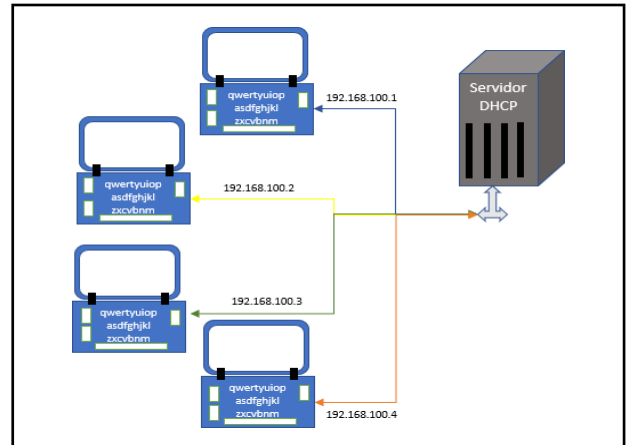 qwertyuiop
asdfghjkl
zxcvbnm
192.168.100.1
Servidor
DHCP
qwertyuiop
asdfghjkl
zxcvbnm
192.168.100.2
qwertyuiop
asdfghjkl
zxcvbnm
192.168.100.3
qwertyuiop
asdfghjkl
zxcvbnm
192.168.100.4